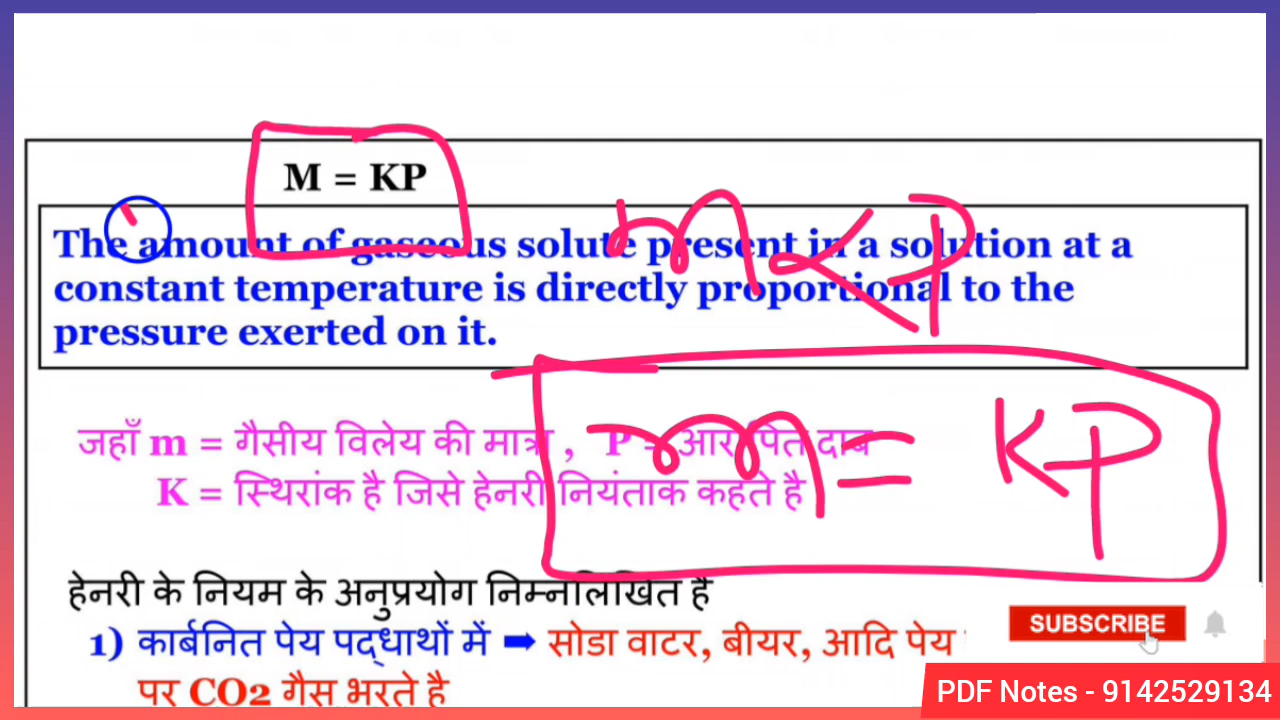 M = KP
m ∝ P
The amount of gaseous solute present in a solution at a
constant temperature is directly proportional to the
pressure exerted on it.
जहाँ m = गैसीय विलेय की मात्रा , P = आरोपित दाब
m = KP
K = स्थिरांक है जिसे हेनरी नियंताक कहते है
हेनरी के नियम के अनुप्रयोग निम्नलिखित है
1) कार्बनित पेय पद्धाथों में ➡ सोडा वाटर, बीयर, आदि पेय
पर CO2 गैस भरते है
SUBSCRIBE
PDF Notes - 9142529134